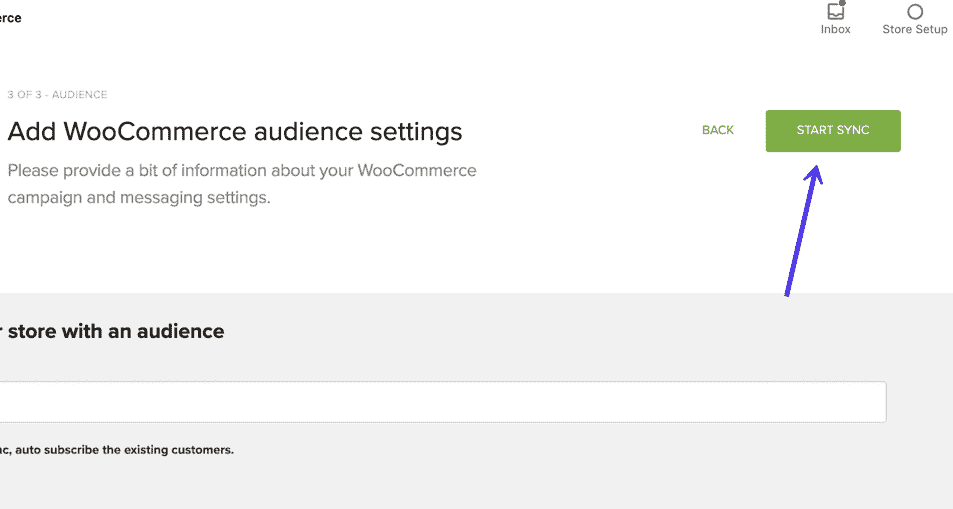 erce
Inbox
Store Setup
3 OF 3 - AUDIENCE
Add WooCommerce audience settings
BACK
START SYNC
Please provide a bit of information about your WooCommerce
campaign and messaging settings.
r store with an audience
nc, auto subscribe the existing customers.